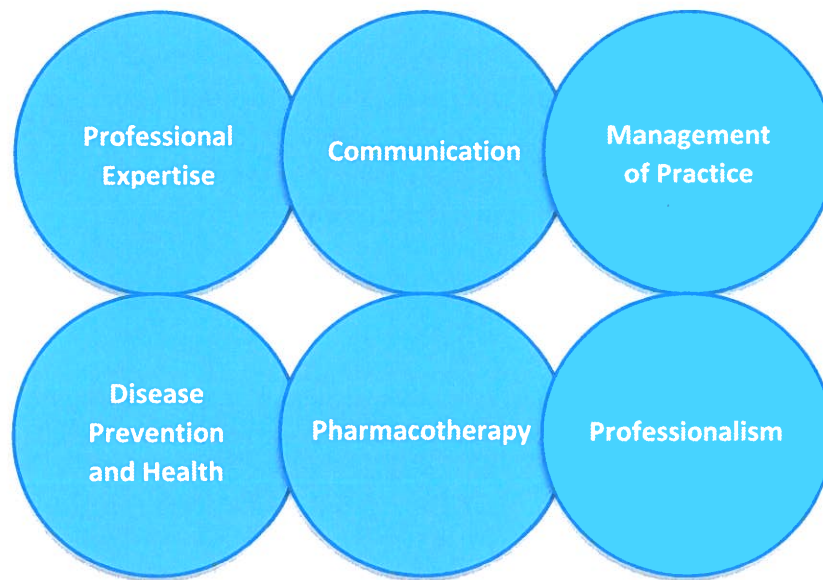 Professional
Expertise
Communication
Management
of Practice
Disease
Prevention
and Health
Pharmacotherapy
Professionalism